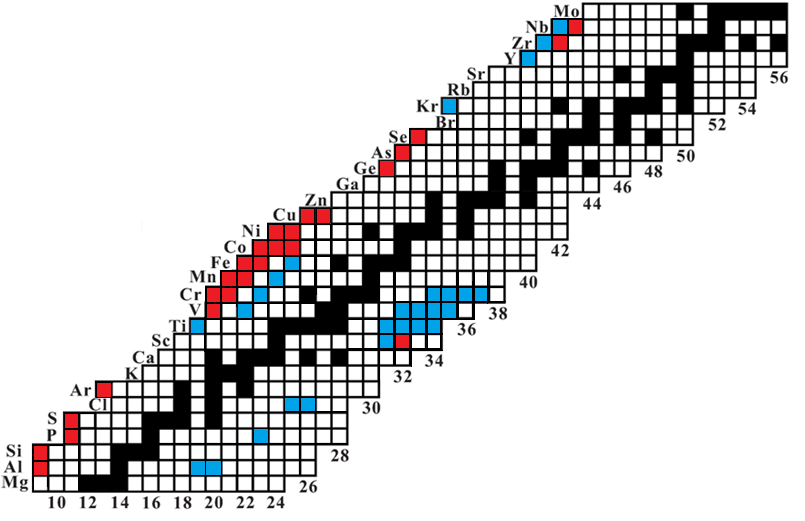 Mo
Nb
Zr
Y
56
Sr
Rb
54
Kr
Br
52
Se
50
As
48
Ge
46
Ga
44
Zn
Cu
42
Ni
Co
40
Fe
Mn
38
Cr
V
36
Ti
34
Sc
32
Ca
K
30
Ar
Cl
28
S
P
26
Si
Al
Mg
10 12 14 16 18 20 22 24